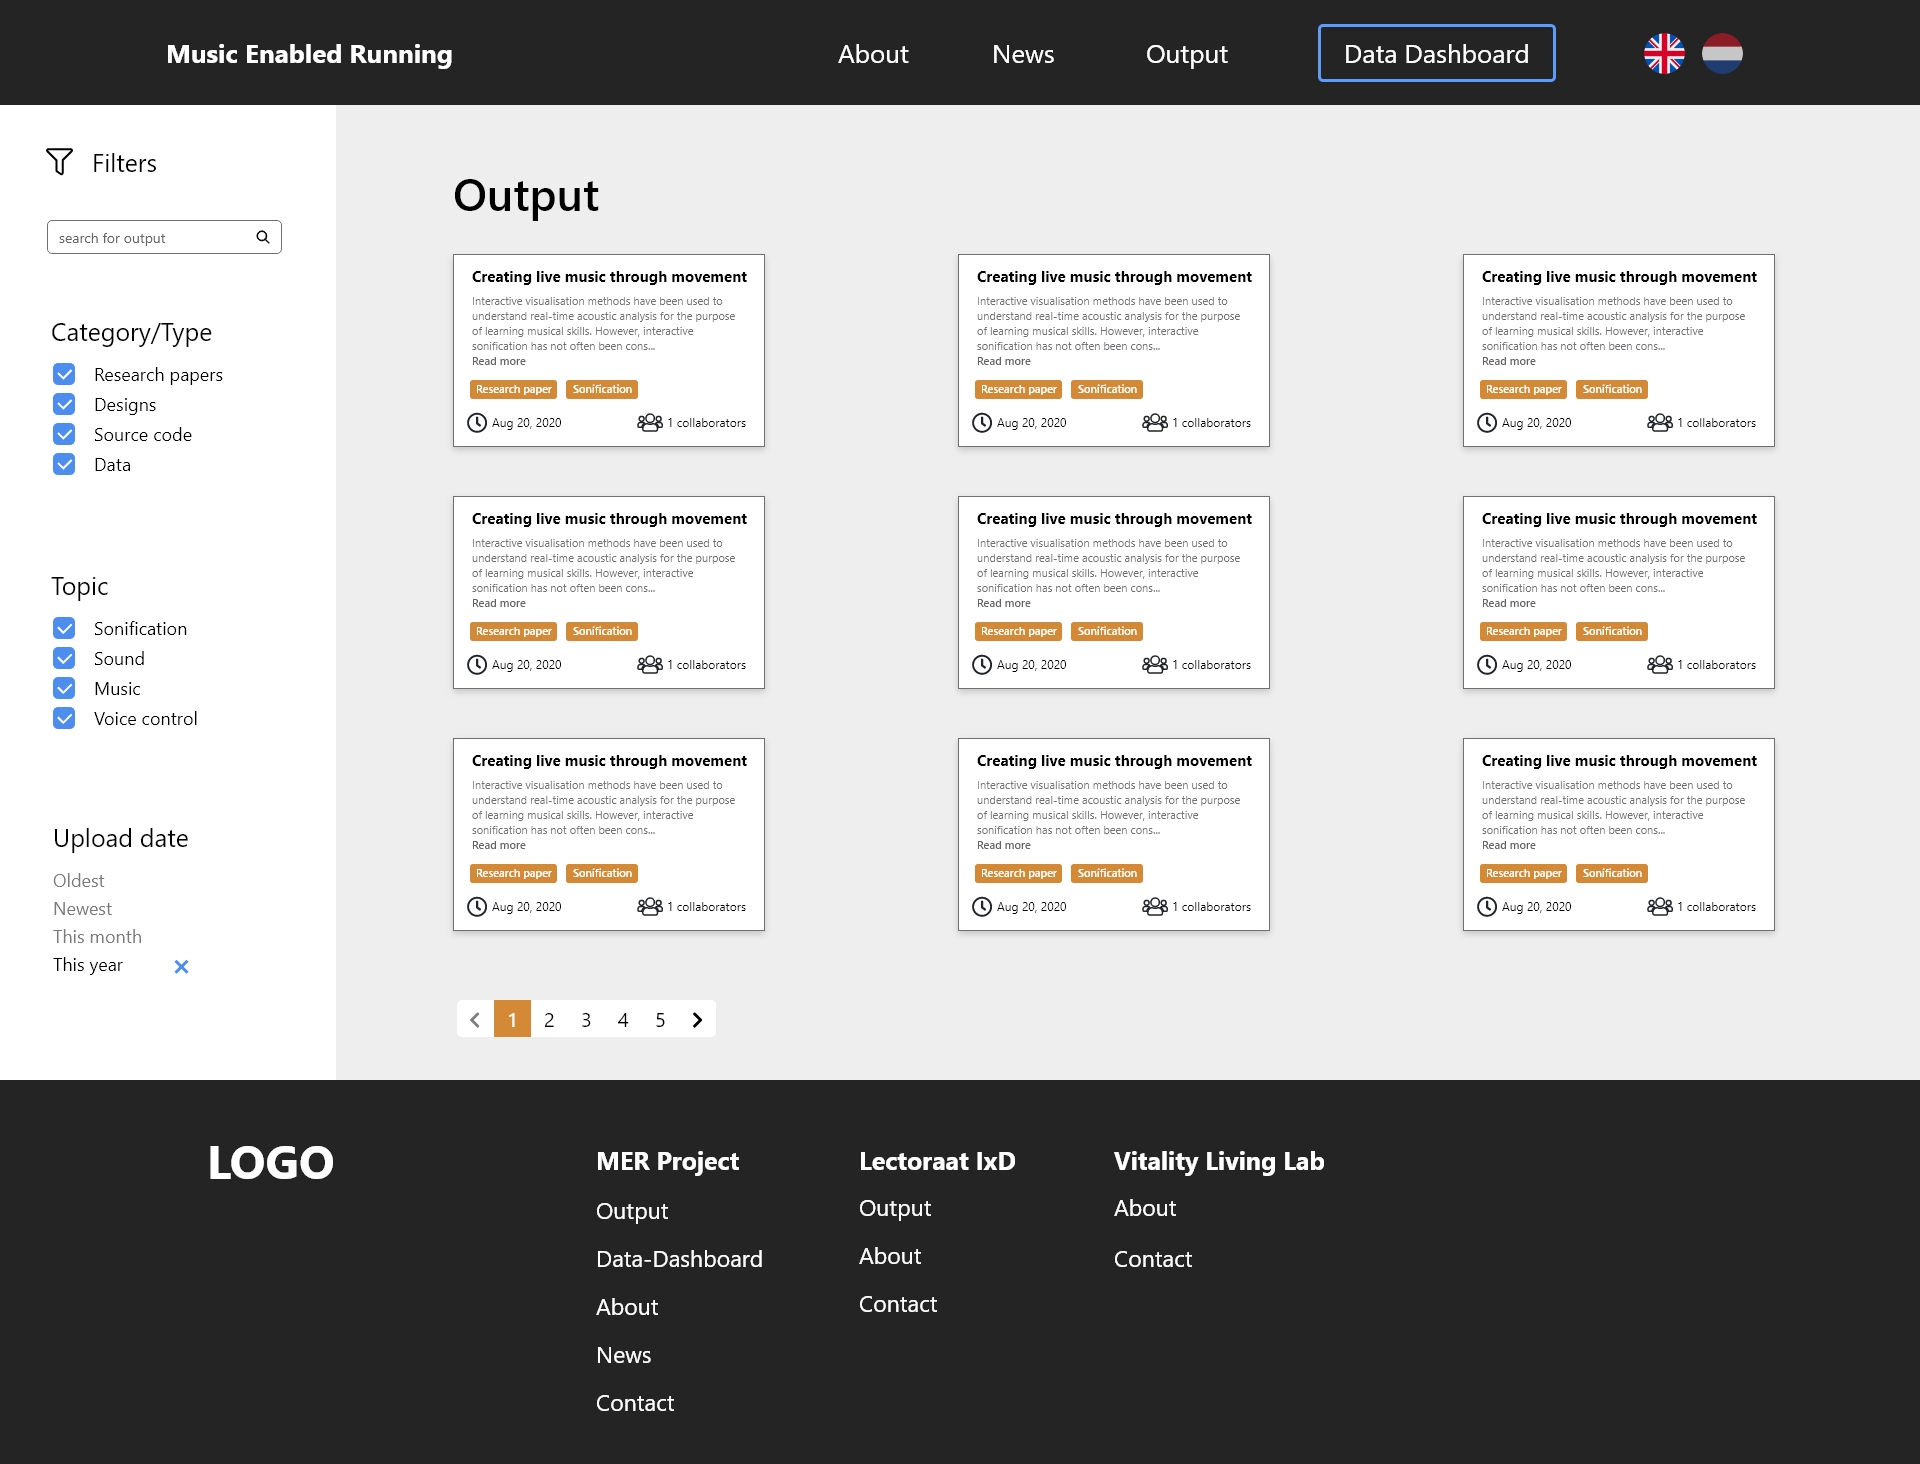 Music Enabled Running
About
News
Output
Data Dashboard
Filters
search for output
Category/Type
Research papers
Designs
Source code
Data
Topic
Sonification
Sound
Music
Voice control
Upload date
Oldest
Newest
This month
This year
Output
Creating live music through movement
Interactive visualisation methods have been used to
understand real-time acoustic analysis for the purpose
of learning musical skills. However, interactive
sonification has not often been cons...
Read more
Research paper
Sonification
Aug 20, 2020
1 collaborators
Creating live music through movement
Interactive visualisation methods have been used to
understand real-time acoustic analysis for the purpose
of learning musical skills. However, interactive
sonification has not often been cons...
Read more
Research paper
Sonification
Aug 20, 2020
1 collaborators
Creating live music through movement
Interactive visualisation methods have been used to
understand real-time acoustic analysis for the purpose
of learning musical skills. However, interactive
sonification has not often been cons...
Read more
Research paper
Sonification
Aug 20, 2020
1 collaborators
Creating live music through movement
Interactive visualisation methods have been used to
understand real-time acoustic analysis for the purpose
of learning musical skills. However, interactive
sonification has not often been cons...
Read more
Research paper
Sonification
Aug 20, 2020
1 collaborators
Creating live music through movement
Interactive visualisation methods have been used to
understand real-time acoustic analysis for the purpose
of learning musical skills. However, interactive
sonification has not often been cons...
Read more
Research paper
Sonification
Aug 20, 2020
1 collaborators
Creating live music through movement
Interactive visualisation methods have been used to
understand real-time acoustic analysis for the purpose
of learning musical skills. However, interactive
sonification has not often been cons...
Read more
Research paper
Sonification
Aug 20, 2020
1 collaborators
Creating live music through movement
Interactive visualisation methods have been used to
understand real-time acoustic analysis for the purpose
of learning musical skills. However, interactive
sonification has not often been cons...
Read more
Research paper
Sonification
Aug 20, 2020
1 collaborators
Creating live music through movement
Interactive visualisation methods have been used to
understand real-time acoustic analysis for the purpose
of learning musical skills. However, interactive
sonification has not often been cons...
Read more
Research paper
Sonification
Aug 20, 2020
1 collaborators
Creating live music through movement
Interactive visualisation methods have been used to
understand real-time acoustic analysis for the purpose
of learning musical skills. However, interactive
sonification has not often been cons...
Read more
Research paper
Sonification
Aug 20, 2020
1 collaborators
1 2 3 4 5
LOGO
MER Project
Output
Data-Dashboard
About
News
Contact
Lectoraat IxD
Output
About
Contact
Vitality Living Lab
About
Contact